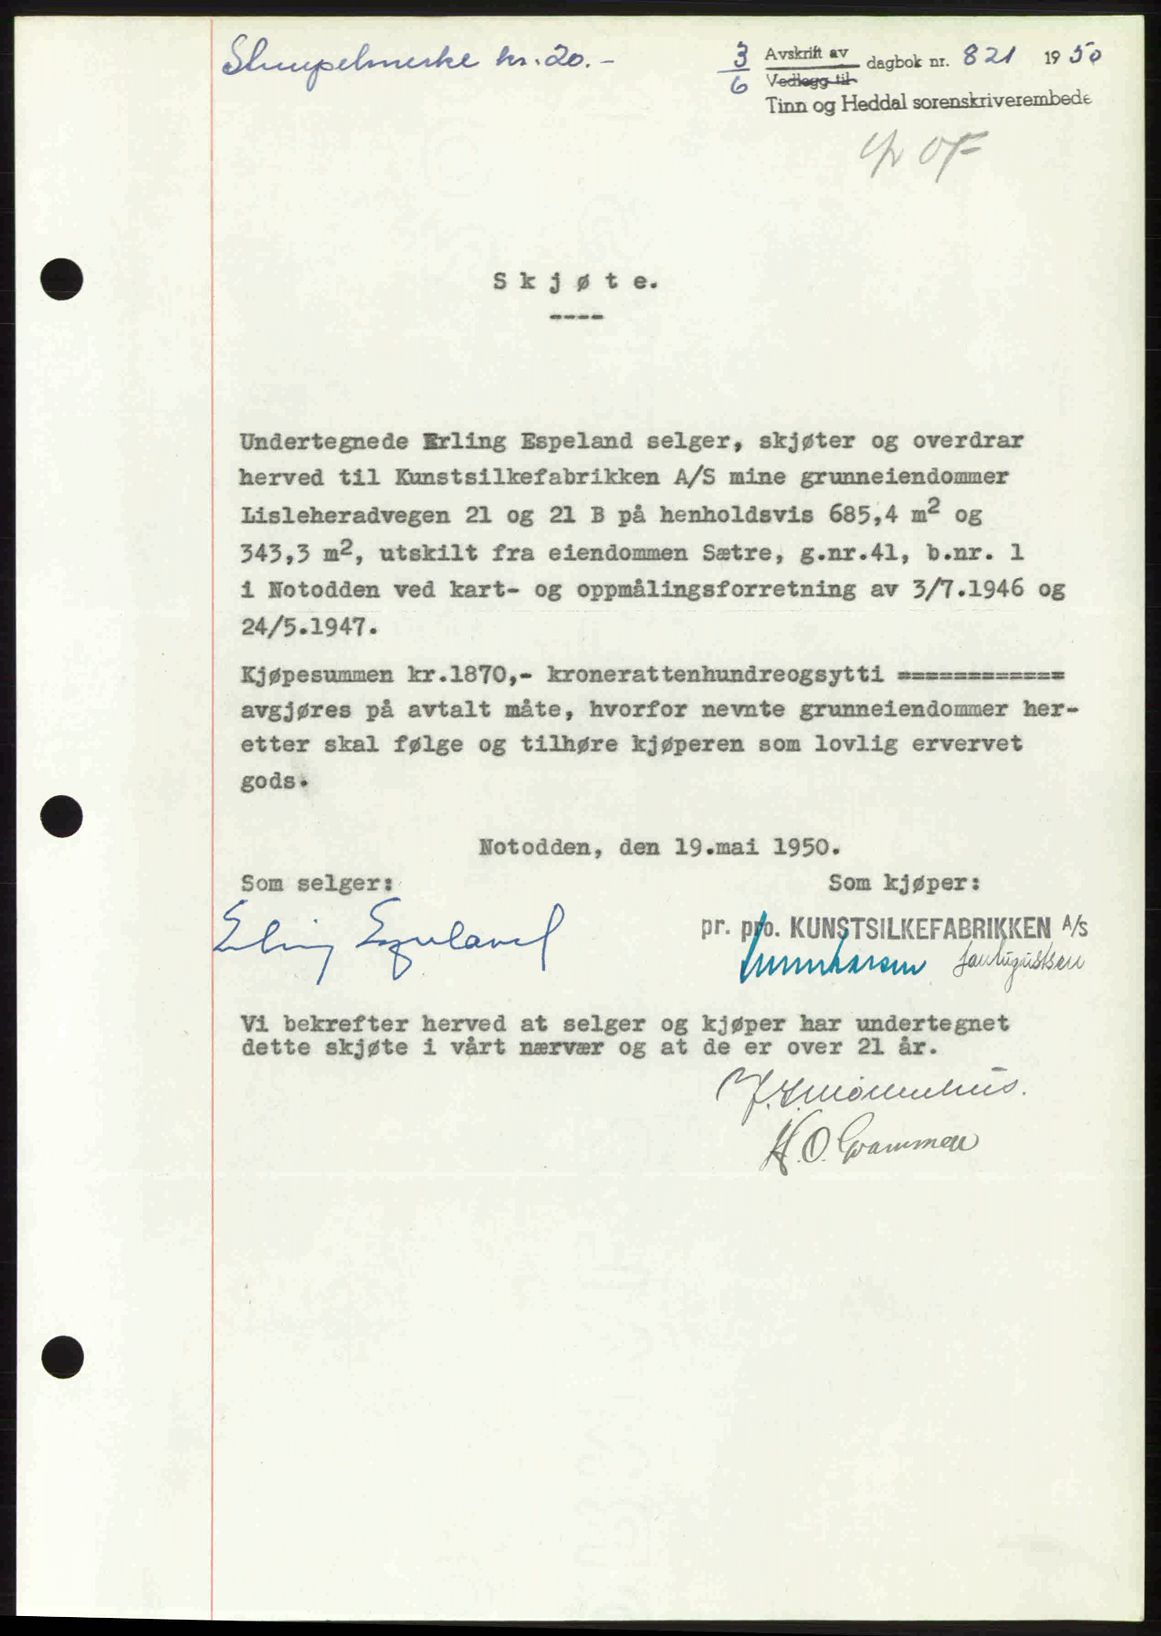 Stempelmerke kr. 20.-
3/6 Avskrift av dagbok nr. 821 1950
Vedlegg til
Tinn og Heddal sorenskriverembede
Skjøte.
----
Undertegnede Erling Espeland selger, skjøter og overdrar
herved til Kunstsilkefabrikken A/S mine grunneiendommer
Lisleheradvegen 21 og 21 B på henholdsvis 685,4 m2 og
343,3 m2, utskilt fra eiendommen Sætre, g.nr.41, b.nr. 1
i Notodden ved kart- og oppmålingsforretning av 3/7.1946 og
24/5.1947.
Kjøpesummen kr.1870,- kronerattenhundreogsytti ============
avgjøres på avtalt måte, hvorfor nevnte grunneiendommer her-
etter skal følge og tilhøre kjøperen som lovlig ervervet
gods.
Notodden, den 19.mai 1950.
Som selger: Som kjøper:
Erling Espeland pr. pro. KUNSTSILKEFABRIKKEN A/S
Vi bekrefter herved at selger og kjøper har undertegnet
dette skjøte i vårt nærvær og at de er over 21 år.
H. O. Grammen